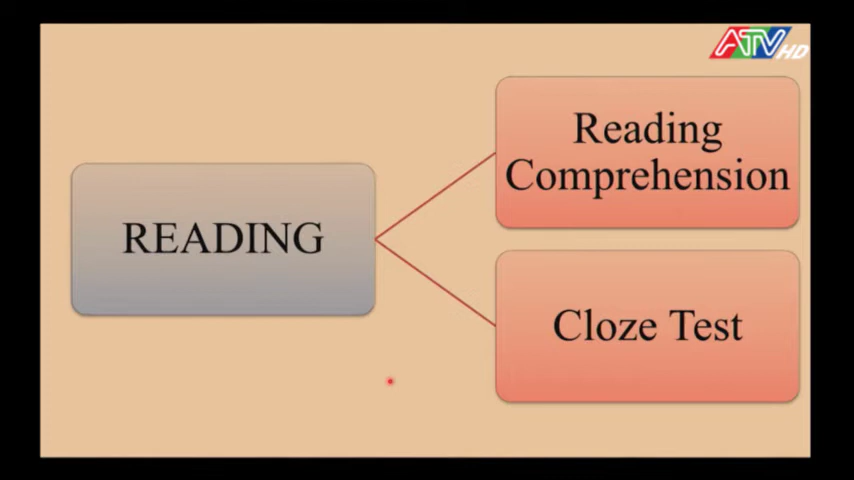 ATV HD
Reading
Comprehension
READING
Cloze Test